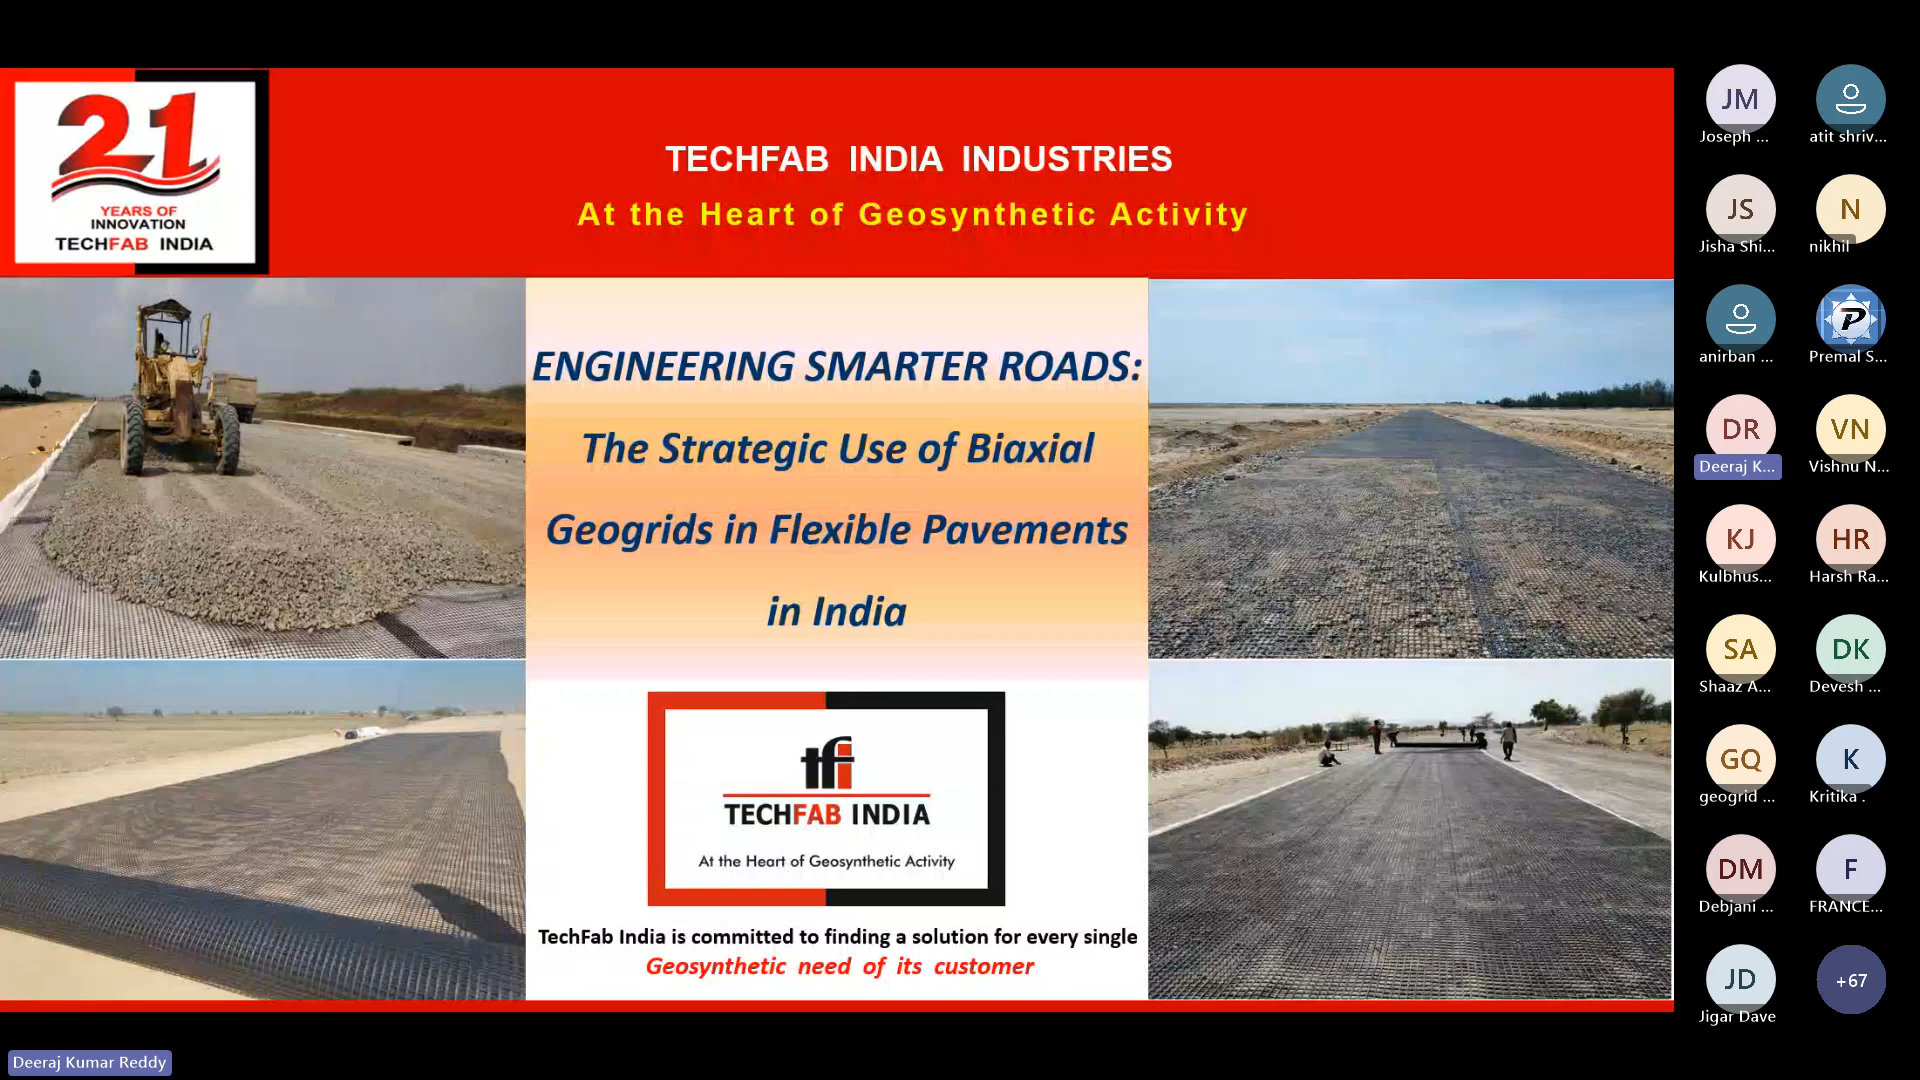 21
YEARS OF
INNOVATION
TECHFAB INDIA
TECHFAB INDIA INDUSTRIES
At the Heart of Geosynthetic Activity
ENGINEERING SMARTER ROADS:
The Strategic Use of Biaxial
Geogrids in Flexible Pavements
in India
tfi
TECHFAB INDIA
At the Heart of Geosynthetic Activity
TechFab India is committed to finding a solution for every single
Geosynthetic need of its customer
JM
Joseph ...
atit shriv...
JS
Jisha Shi...
N
nikhil
anirban ...
P
Premal S...
DR
Deeraj K...
VN
Vishnu N...
KJ
Kulbhus...
HR
Harsh Ra...
SA
Shaaz A...
DK
Devesh ...
GQ
geogrid ...
K
Kritika .
DM
Debjani ...
F
FRANCE...
JD
Jigar Dave
+67
Deeraj Kumar Reddy